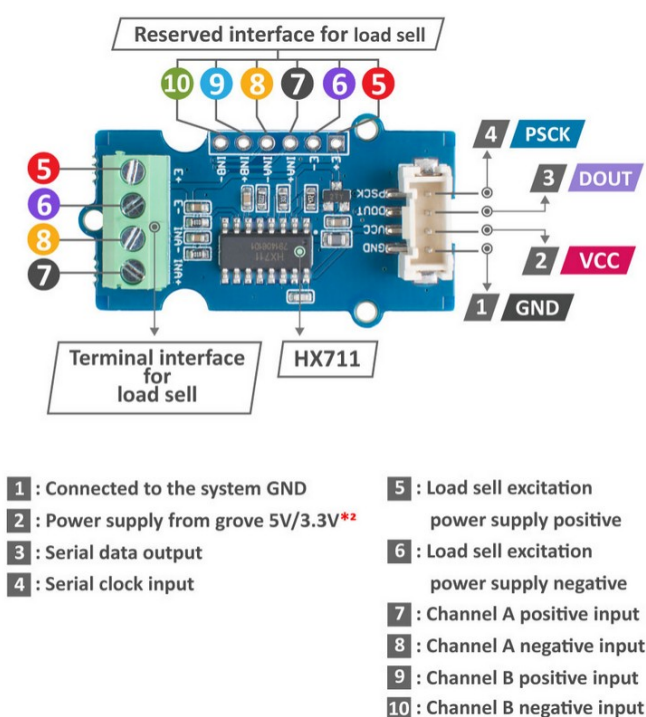 Reserved interface for load sell
10 9 8 7 6 5
INB- INB+ INA- INA+ E- E+
5 E+
6 E-
8 INA-
7 INA+
PSCK
DOUT
VCC
GND
4 PSCK
3 DOUT
2 VCC
1 GND
HX711
Terminal interface
for
load sell
HX711
1 : Connected to the system GND
2 : Power supply from grove 5V/3.3V*2
3 : Serial data output
4 : Serial clock input
5 : Load sell excitation
power supply positive
6 : Load sell excitation
power supply negative
7 : Channel A positive input
8 : Channel A negative input
9 : Channel B positive input
10 : Channel B negative input